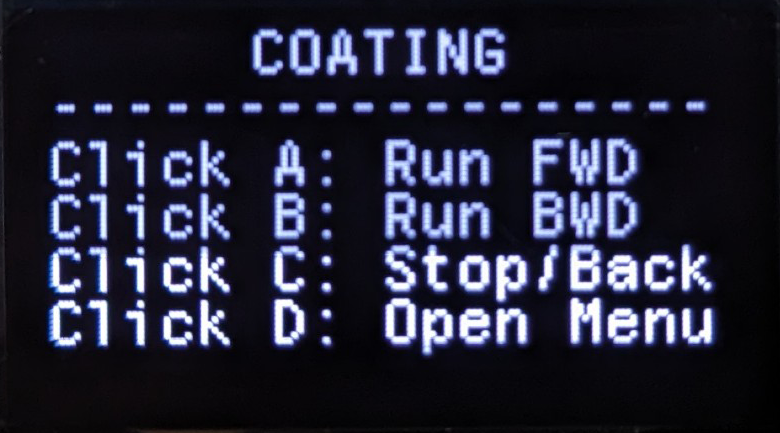 COATING
------------------
Click A: Run FWD
Click B: Run BWD
Click C: Stop/Back
Click D: Open Menu